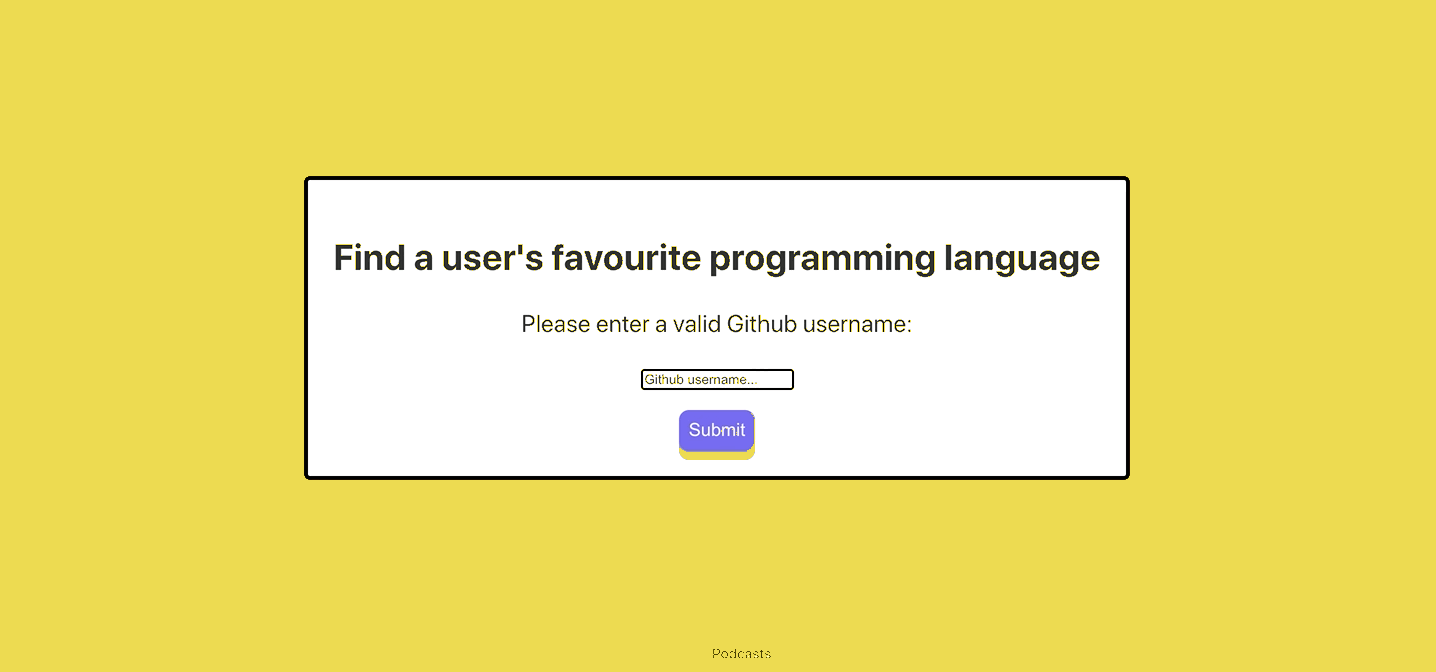 Find a user's favourite programming language
Please enter a valid Github username:
Github username...
Submit
Podcasts